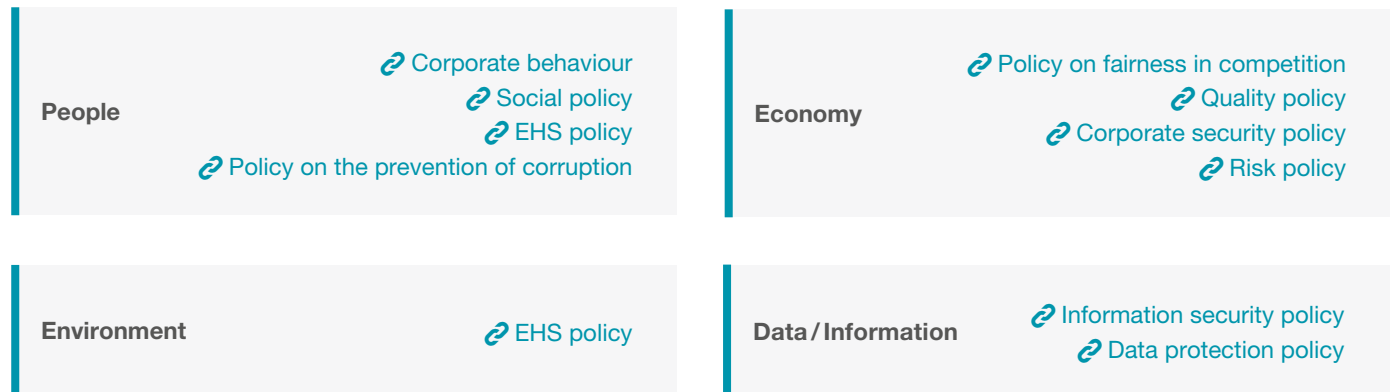 People
Corporate behaviour
Social policy
EHS policy
Policy on the prevention of corruption
Economy
Policy on fairness in competition
Quality policy
Corporate security policy
Risk policy
Environment
EHS policy
Data/Information
Information security policy
Data protection policy